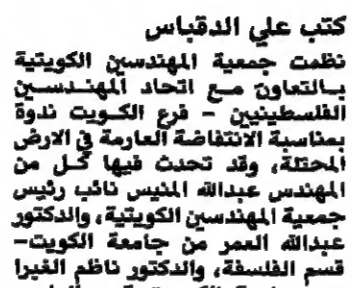 كتب علي الدقباس
نظمت جمعية المهندسين الكويتية
بالتعاون مع اتحاد المهندسين
الفلسطينيين – فرع الكويت ندوة
بمناسبة الانتفاضة العارمة في الارض
المحتلة، وقد تحدث فيها كل من
المهندس عبدالله المنيس نائب رئيس
جمعية المهندسين الكويتية، والدكتور
عبدالله العمر من جامعة الكويت–
قسم الفلسفة، والدكتور ناظم الغبرا